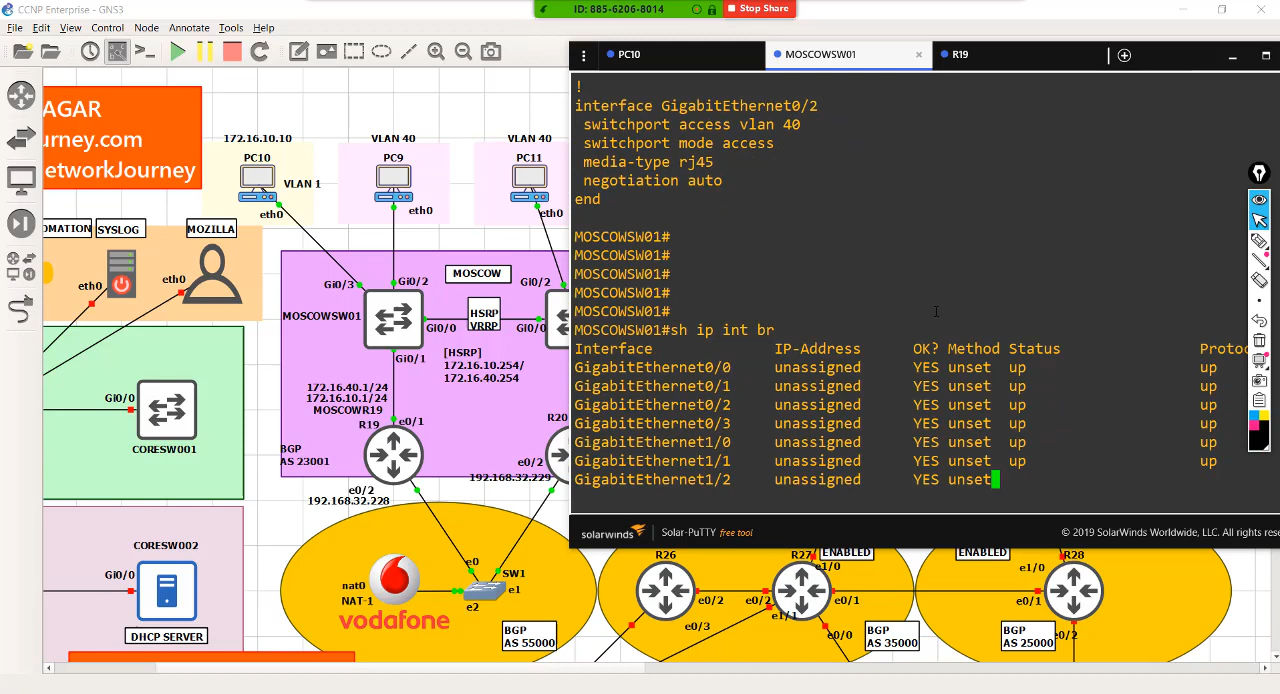 CCNP Enterprise - GNS3
ID: 885-6206-8014
Stop Share
File Edit View Control Node Annotate Tools Help
PC10
MOSCOWSW01
R19
AGAR
urney.com
etworkJourney
172.16.10.10
PC10
VLAN 1
eth0
VLAN 40
PC9
eth0
VLAN 40
PC11
eth0
OMATION
SYSLOG
MOZILLA
eth0
eth0
Gi0/3
Gi0/2
MOSCOW
Gi0/2
MOSCOWSW01
Gi0/0
HSRP
VRRP
Gi0/0
Gi0/1
[HSRP]
172.16.10.254/
172.16.40.254
172.16.40.1/24
172.16.10.1/24
MOSCOWR19
e0/1
R19
R20
BGP
AS 23001
e0/2
e0/2
192.168.32.229
192.168.32.228
Gi0/0
CORESW001
CORESW002
Gi0/0
DHCP SERVER
nat0
NAT-1
vodafone
e0
SW1
e1
e2
BGP
AS 55000
R26
e0/2
e0/3
R27
ENABLED
e1/0
e0/2
e0/1
e1/1
e0/0
BGP
AS 35000
ENABLED
R28
e1/0
e0/1
e0/2
BGP
AS 25000
!
interface GigabitEthernet0/2
switchport access vlan 40
switchport mode access
media-type rj45
negotiation auto
end
MOSCOWSW01#
MOSCOWSW01#
MOSCOWSW01#
MOSCOWSW01#
MOSCOWSW01#
MOSCOWSW01#sh ip int br
Interface IP-Address OK? Method Status Protoc
GigabitEthernet0/0 unassigned YES unset up up
GigabitEthernet0/1 unassigned YES unset up up
GigabitEthernet0/2 unassigned YES unset up up
GigabitEthernet0/3 unassigned YES unset up up
GigabitEthernet1/0 unassigned YES unset up up
GigabitEthernet1/1 unassigned YES unset up up
GigabitEthernet1/2 unassigned YES unset
solarwinds Solar-PuTTY free tool
© 2019 SolarWinds Worldwide, LLC. All rights rese